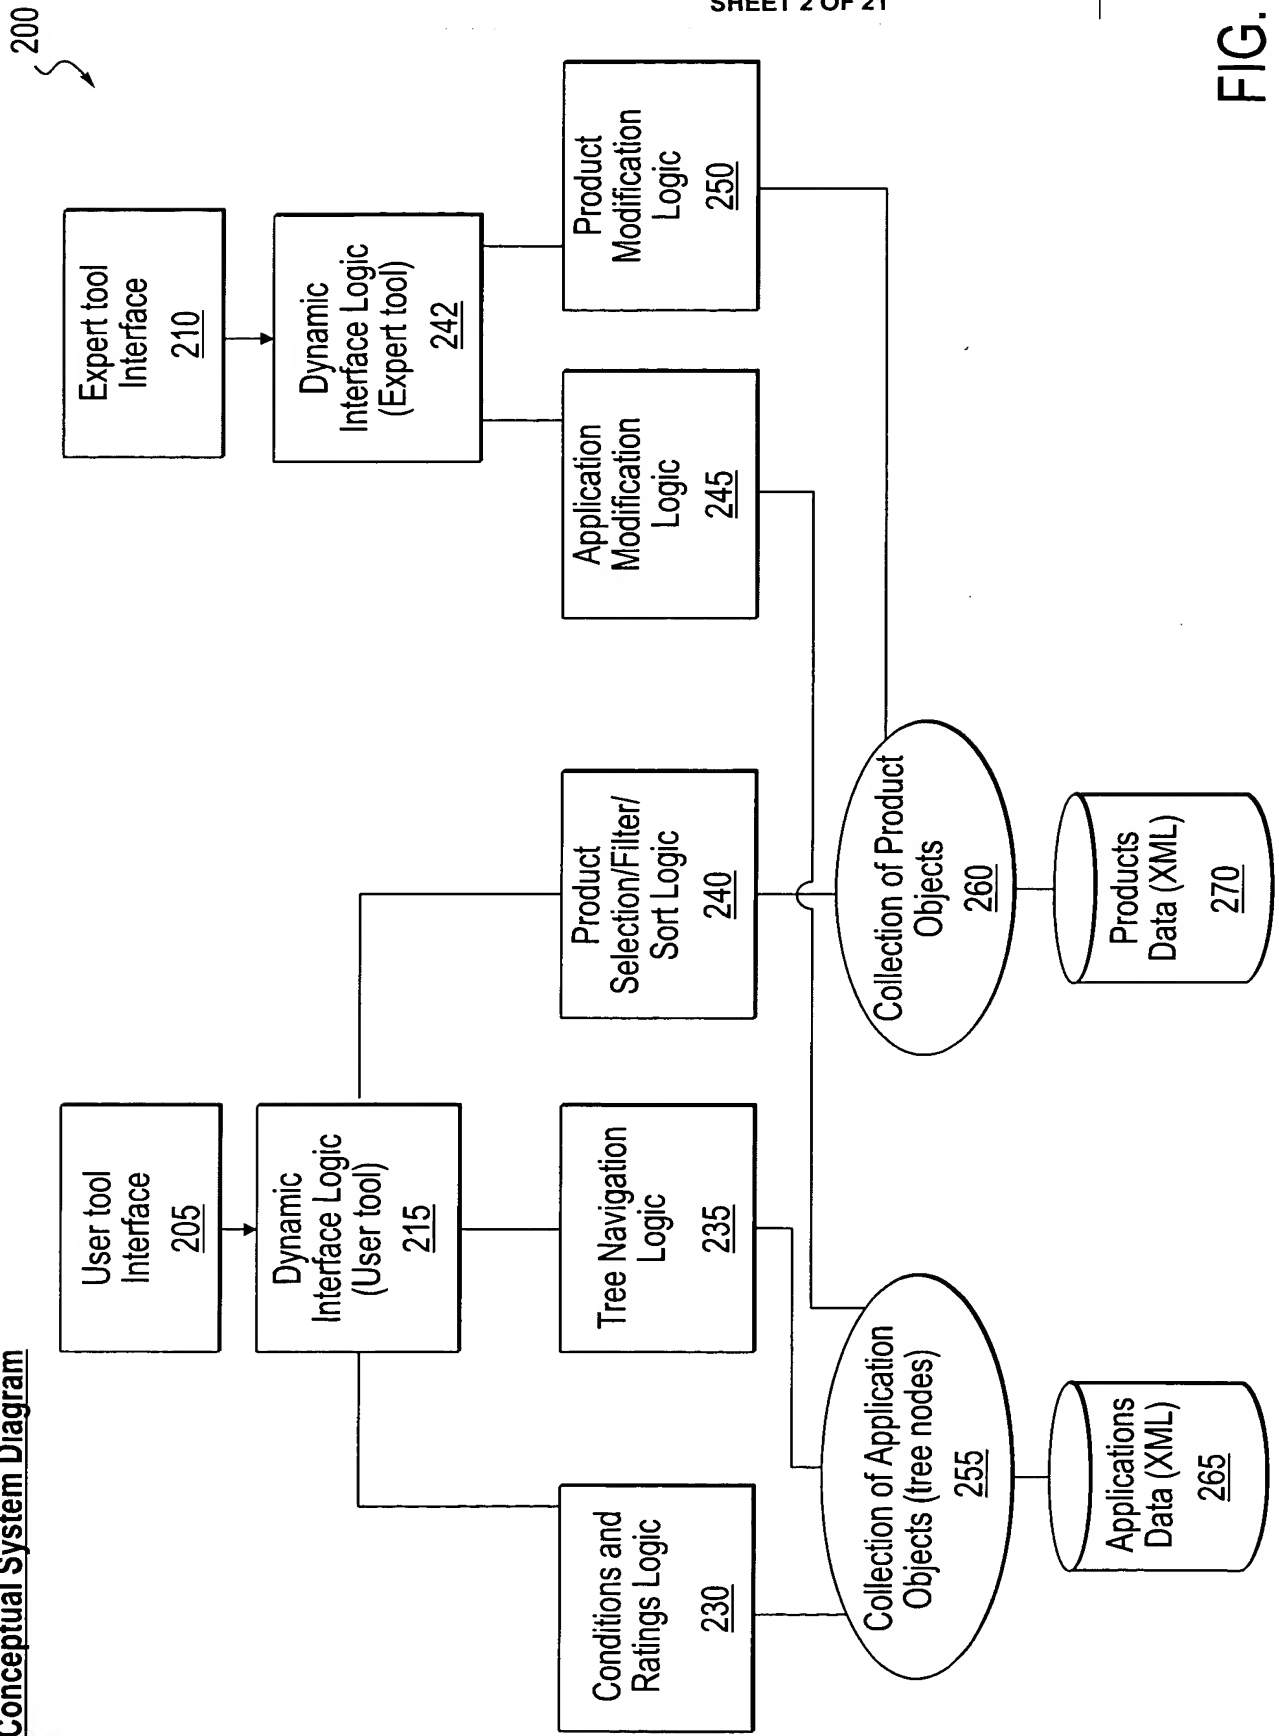 SHEET 2 OF 21
Conceptual System Diagram
200
User tool
Interface
205
Expert tool
Interface
210
Dynamic
Interface Logic
(User tool)
215
Dynamic
Interface Logic
(Expert tool)
242
Conditions and
Ratings Logic
230
Tree Navigation
Logic
235
Product
Selection/Filter/
Sort Logic
240
Application
Modification
Logic
245
Product
Modification
Logic
250
Collection of Application
Objects (tree nodes)
255
Collection of Product
Objects
260
Applications
Data (XML)
265
Products
Data (XML)
270
FIG.